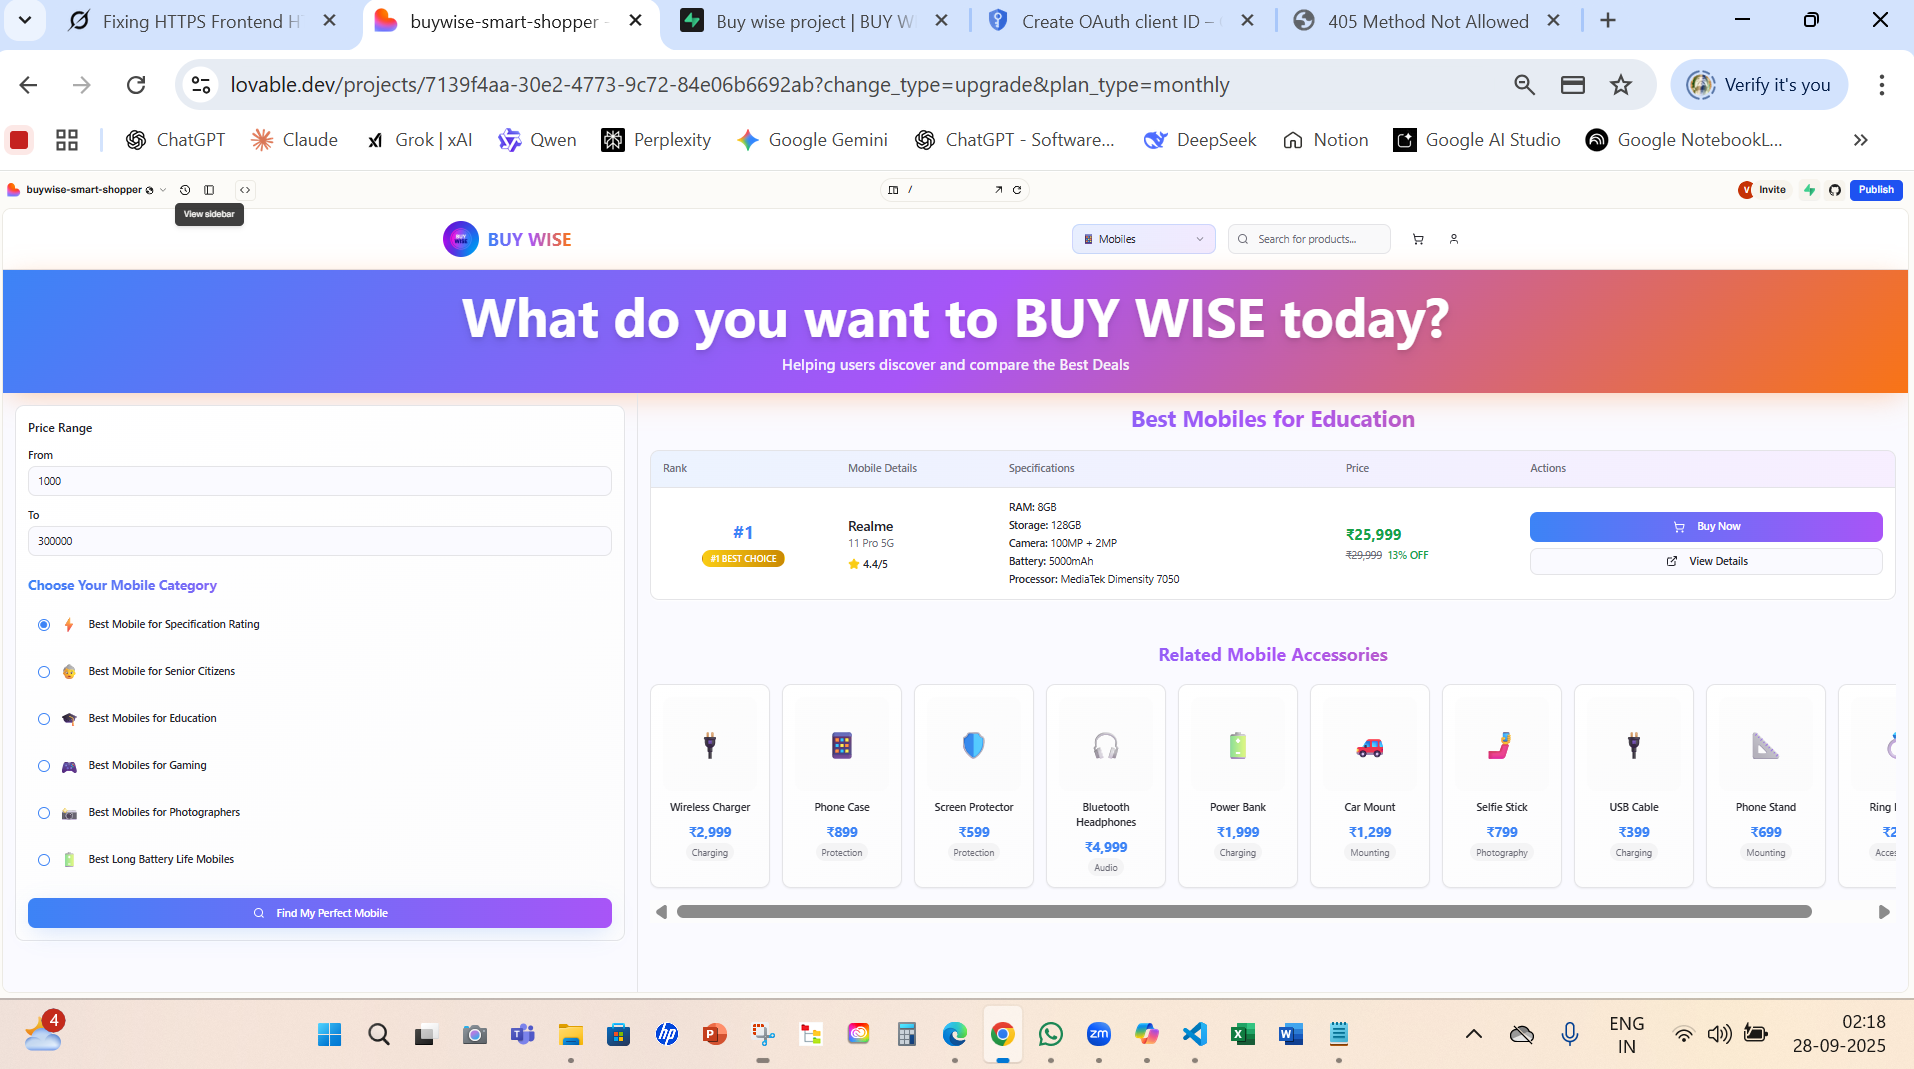 Fixing HTTPS Frontend H
buywise-smart-shopper -
Buy wise project | BUY W
Create OAuth client ID –
405 Method Not Allowed
lovable.dev/projects/7139f4aa-30e2-4773-9c72-84e06b6692ab?change_type=upgrade&plan_type=monthly
Verify it's you
ChatGPT
Claude
Grok | xAI
Qwen
Perplexity
Google Gemini
ChatGPT - Software...
DeepSeek
Notion
Google AI Studio
Google NotebookL...
buywise-smart-shopper
/
V
Invite
Publish
View sidebar
BUY WISE
BUY WISE
Mobiles
Search for products...
What do you want to BUY WISE today?
Helping users discover and compare the Best Deals
Price Range
From
1000
To
300000
Choose Your Mobile Category
Best Mobile for Specification Rating
Best Mobile for Senior Citizens
Best Mobiles for Education
Best Mobiles for Gaming
Best Mobiles for Photographers
Best Long Battery Life Mobiles
Find My Perfect Mobile
Best Mobiles for Education
Rank Mobile Details Specifications Price Actions
#1
#1 BEST CHOICE
Realme
11 Pro 5G
4.4/5
RAM: 8GB
Storage: 128GB
Camera: 100MP + 2MP
Battery: 5000mAh
Processor: MediaTek Dimensity 7050
₹25,999
₹29,999 13% OFF
Buy Now
View Details
Related Mobile Accessories
Wireless Charger
₹2,999
Charging
Phone Case
₹899
Protection
Screen Protector
₹599
Protection
Bluetooth
Headphones
₹4,999
Audio
Power Bank
₹1,999
Charging
Car Mount
₹1,299
Mounting
Selfie Stick
₹799
Photography
USB Cable
₹399
Charging
Phone Stand
₹699
Mounting
Ring
₹2
Acces
4
ENG
IN
02:18
28-09-2025